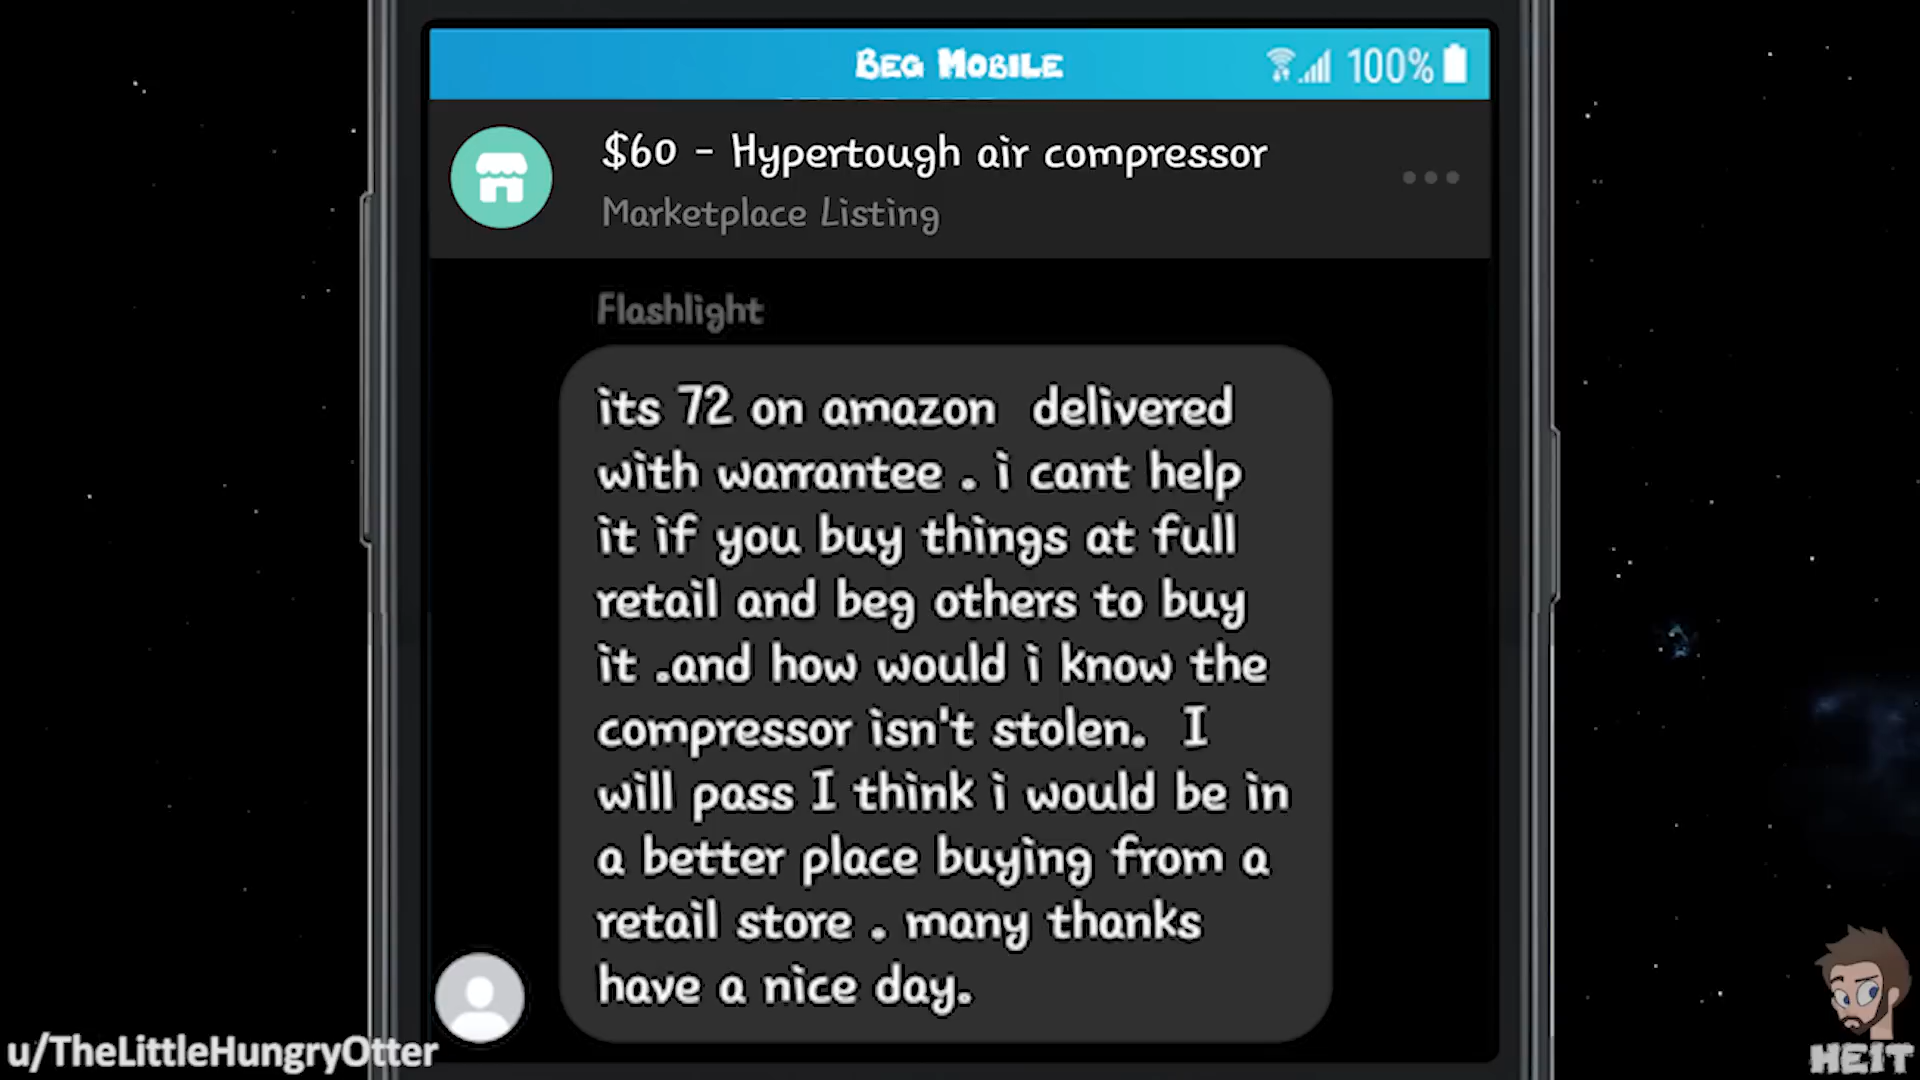 BEG MOBILE
100%
$60 - Hypertough air compressor
Marketplace Listing
Flashlight
its 72 on amazon delivered
with warrantee . i cant help
it if you buy things at full
retail and beg others to buy
it .and how would i know the
compressor isn't stolen. I
will pass I think i would be in
a better place buying from a
retail store . many thanks
have a nice day.
u/TheLittleHungryOtter
HEIT